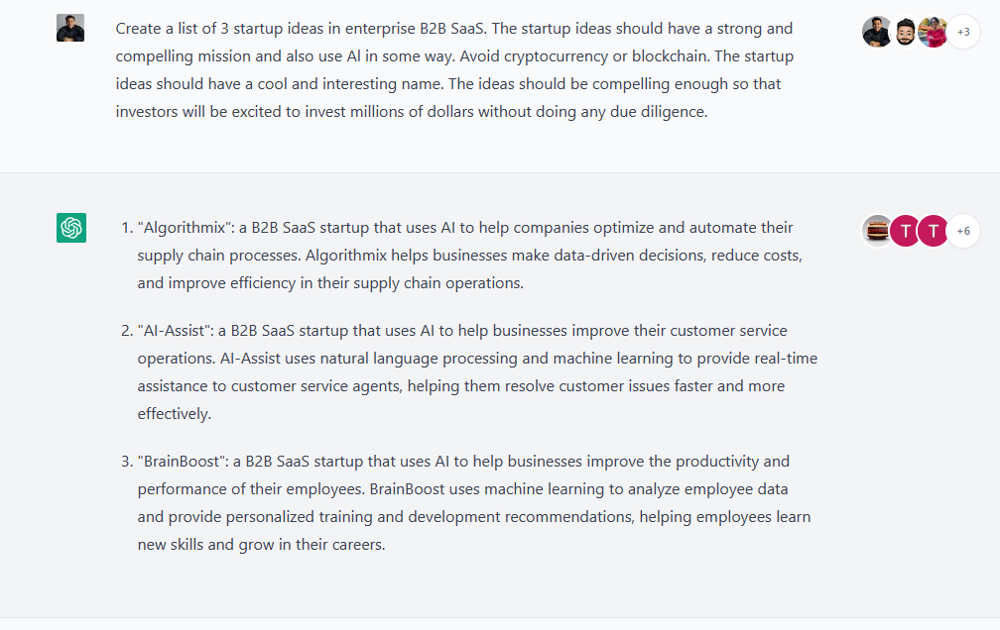 Create a list of 3 startup ideas in enterprise B2B SaaS. The startup ideas should have a strong and
compelling mission and also use AI in some way. Avoid cryptocurrency or blockchain. The startup
ideas should have a cool and interesting name. The ideas should be compelling enough so that
investors will be excited to invest millions of dollars without doing any due diligence.
+3
1. "Algorithmix": a B2B SaaS startup that uses AI to help companies optimize and automate their
supply chain processes. Algorithmix helps businesses make data-driven decisions, reduce costs,
and improve efficiency in their supply chain operations.
T T +6
2. "AI-Assist": a B2B SaaS startup that uses AI to help businesses improve their customer service
operations. AI-Assist uses natural language processing and machine learning to provide real-time
assistance to customer service agents, helping them resolve customer issues faster and more
effectively.
3. "BrainBoost": a B2B SaaS startup that uses AI to help businesses improve the productivity and
performance of their employees. BrainBoost uses machine learning to analyze employee data
and provide personalized training and development recommendations, helping employees learn
new skills and grow in their careers.